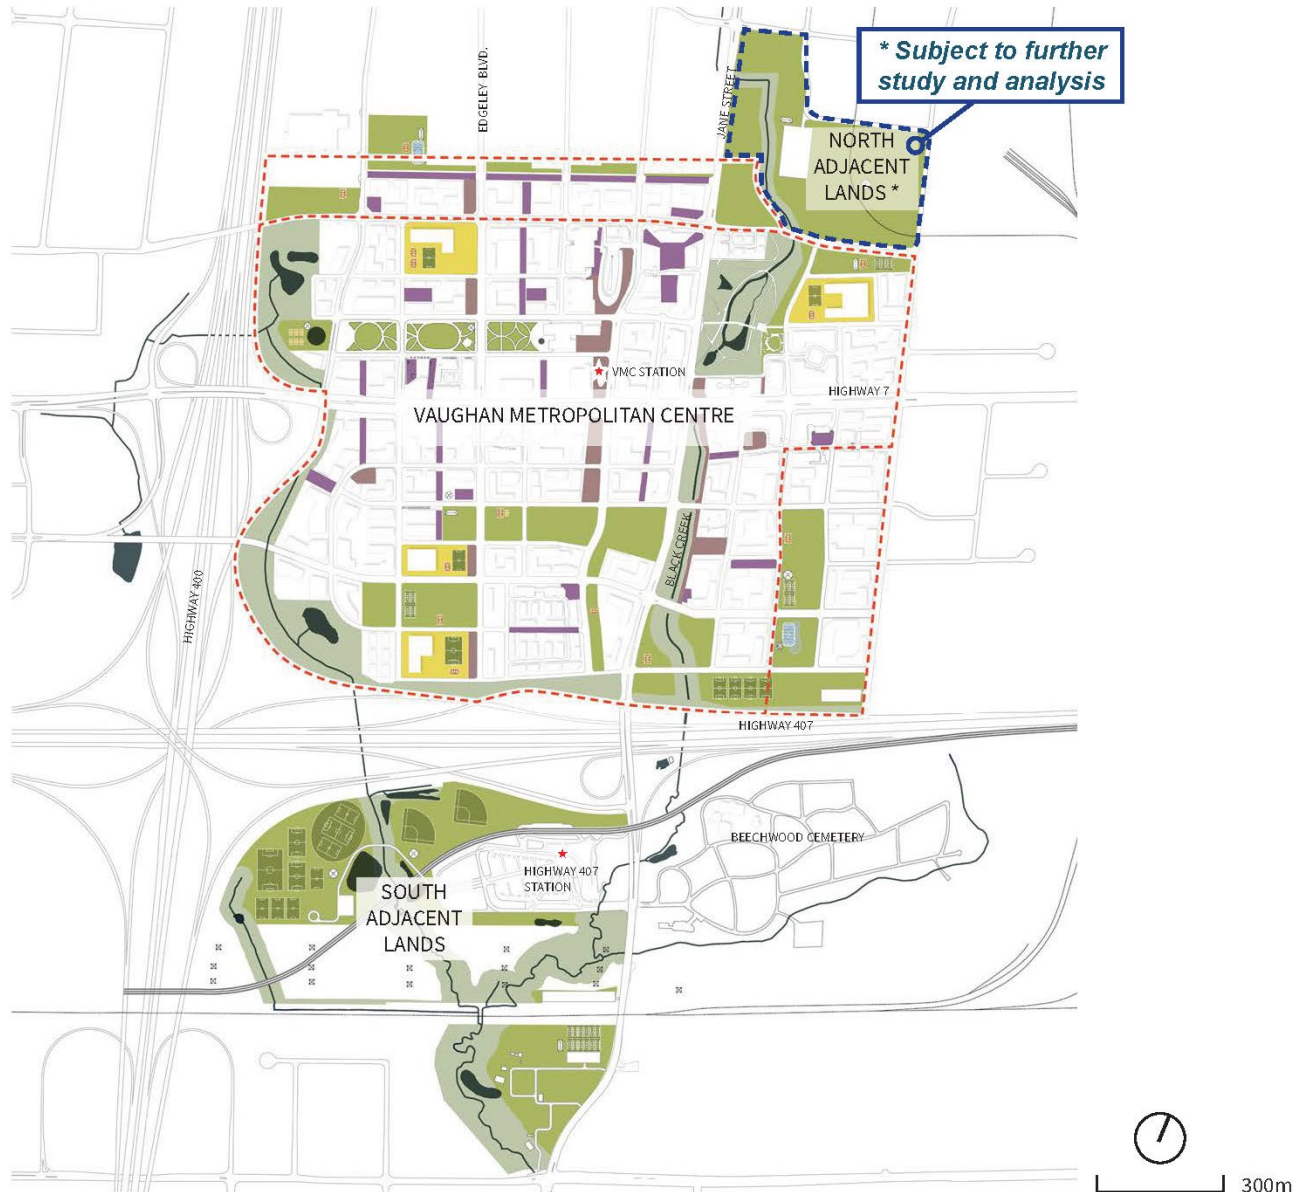 EDGELEY BLVD.
JANE STREET
* Subject to further
study and analysis
NORTH
ADJACENT
LANDS *
VMC STATION
HIGHWAY 7
VAUGHAN METROPOLITAN CENTRE
BLACK CREEK
HIGHWAY 400
HIGHWAY 407
BEECHWOOD CEMETERY
HIGHWAY 407
STATION
SOUTH
ADJACENT
LANDS
300m